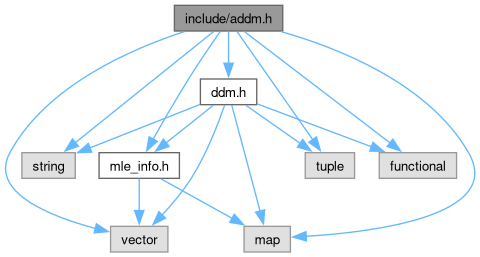 include/addm.h
ddm.h
string
mle_info.h
tuple
functional
vector
map